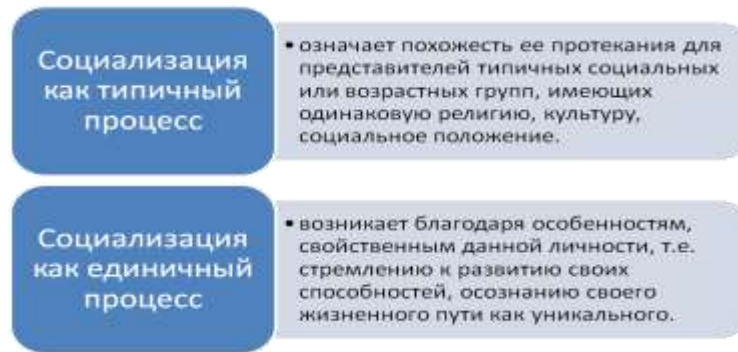 Социализация
как типичный
процесс
• означает похожесть ее протекания для
представителей типичных социальных
или возрастных групп, имеющих
одинаковую религию, культуру,
социальное положение.
Социализация
как единичный
процесс
• возникает благодаря особенностям,
свойственным данной личности, т.е.
стремлению к развитию своих
способностей, осознанию своего
жизненного пути как уникального.